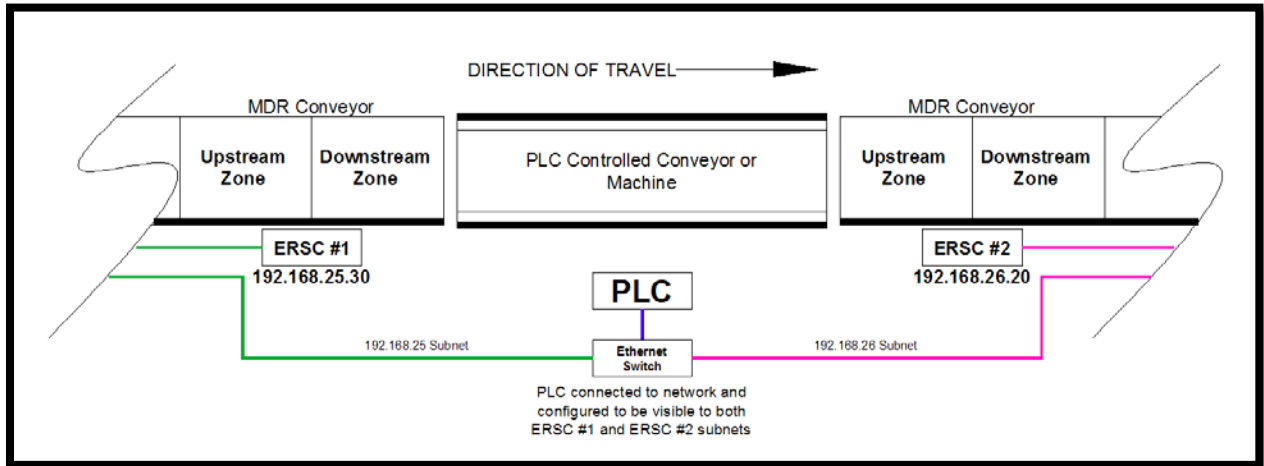 DIRECTION OF TRAVEL
MDR Conveyor
MDR Conveyor
Upstream
Zone
Downstream
Zone
PLC Controlled Conveyor or
Machine
Upstream
Zone
Downstream
Zone
ERSC #1
192.168.25.30
ERSC #2
192.168.26.20
PLC
192.168.25 Subnet
Ethernet
Switch
192.168.26 Subnet
PLC connected to network and
configured to be visible to both
ERSC #1 and ERSC #2 subnets